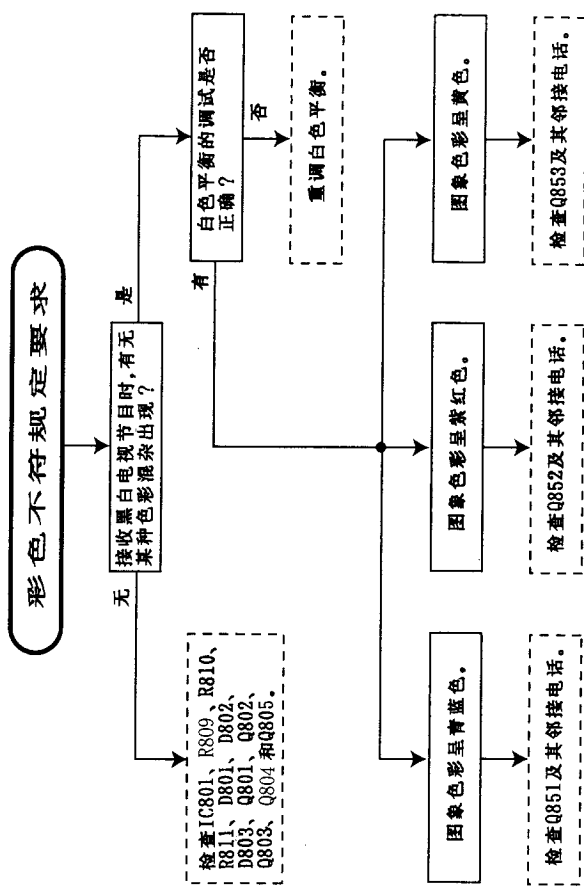 彩色不符规定要求
接收黑白电视节目时,有无
某种色彩混杂出现?
无
是
检查IC801、R809、R810、
R811、D801、D802、
D803、Q801、Q802、
Q803、Q804和Q805。
白色平衡的调试是否
正确?
有
否
重调白色平衡。
图象色彩呈青蓝色。
图象色彩呈紫红色。
图象色彩呈黄色。
检查Q851及其邻接电话。
检查Q852及其邻接电话。
检查Q853及其邻接电话。